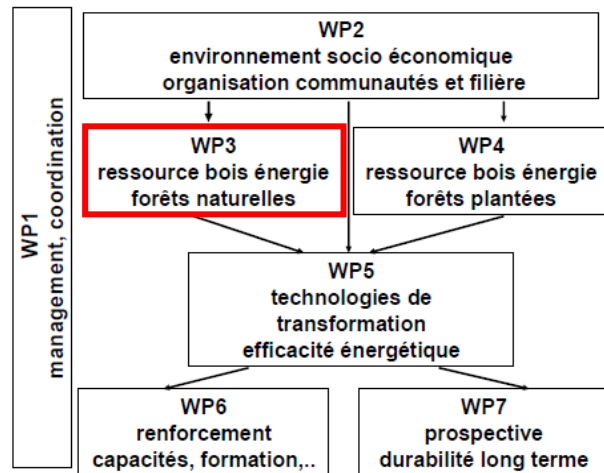 WP1
management, coordination
WP2
environnement socio économique
organisation communautés et filière
WP3
ressource bois énergie
forêts naturelles
WP4
ressource bois énergie
forêts plantées
WP5
technologies de
transformation
efficacité énergétique
WP6
renforcement
capacités, formation,..
WP7
prospective
durabilité long terme